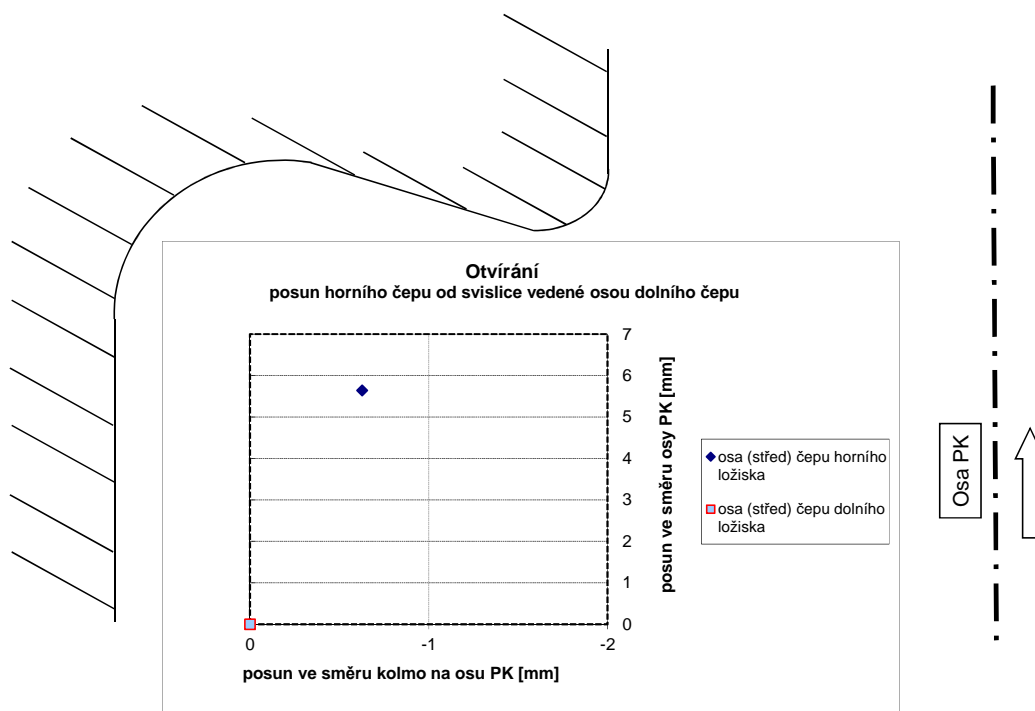 Otvírání
posun horního čepu od svislice vedené osou dolního čepu
7
6
5
4
3
2
1
0
posun ve směru osy PK [mm]
0 -1 -2
posun ve směru kolmo na osu PK [mm]
osa (střed) čepu horního
ložiska
osa (střed) čepu dolního
ložiska
Osa PK